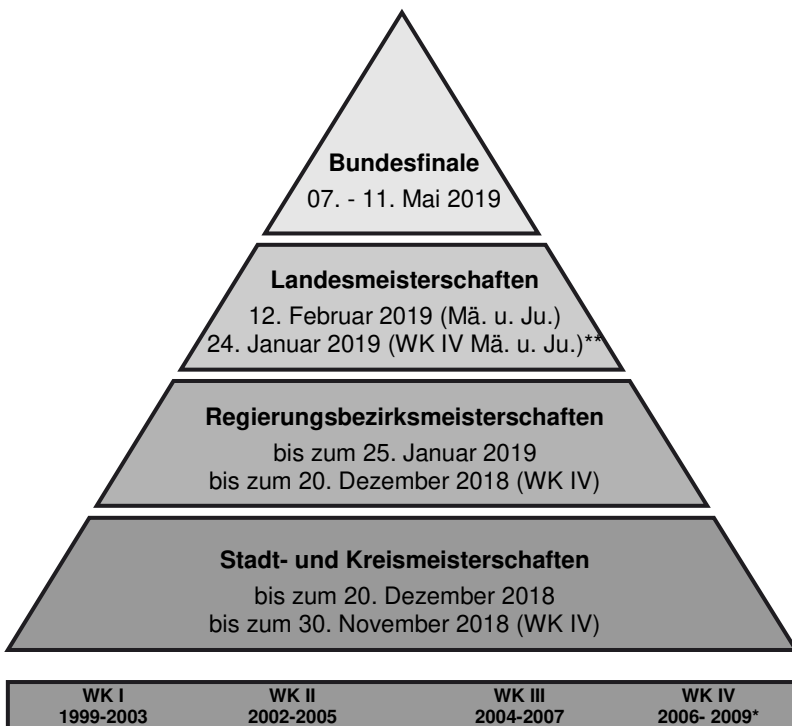 Bundesfinale
07. - 11. Mai 2019
Landesmeisterschaften
12. Februar 2019 (Mä. u. Ju.)
24. Januar 2019 (WK IV Mä. u. Ju.)**
Regierungsbezirksmeisterschaften
bis zum 25. Januar 2019
bis zum 20. Dezember 2018 (WK IV)
Stadt- und Kreismeisterschaften
bis zum 20. Dezember 2018
bis zum 30. November 2018 (WK IV)
WK I WK II WK III WK IV
1999-2003 2002-2005 2004-2007 2006- 2009*